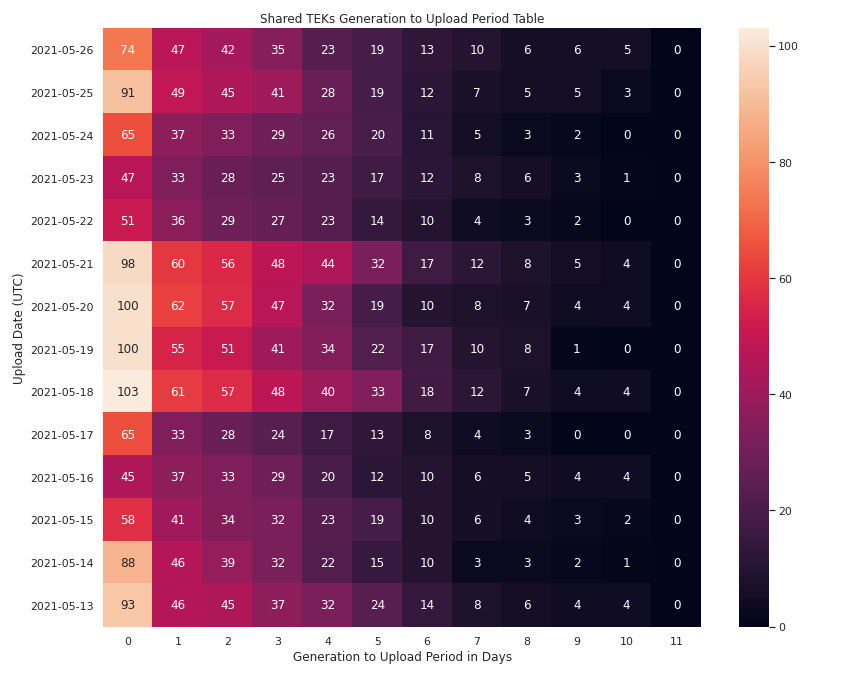 Shared TEKs Generation to Upload Period Table
Upload Date (UTC)
2021-05-26 74 47 42 35 23 19 13 10 6 6 5 0
2021-05-25 91 49 45 41 28 19 12 7 5 5 3 0
2021-05-24 65 37 33 29 26 20 11 5 3 2 0 0
2021-05-23 47 33 28 25 23 17 12 8 6 3 1 0
2021-05-22 51 36 29 27 23 14 10 4 3 2 0 0
2021-05-21 98 60 56 48 44 32 17 12 8 5 4 0
2021-05-20 100 62 57 47 32 19 10 8 7 4 4 0
2021-05-19 100 55 51 41 34 22 17 10 8 1 0 0
2021-05-18 103 61 57 48 40 33 18 12 7 4 4 0
2021-05-17 65 33 28 24 17 13 8 4 3 0 0 0
2021-05-16 45 37 33 29 20 12 10 6 5 4 4 0
2021-05-15 58 41 34 32 23 19 10 6 4 3 2 0
2021-05-14 88 46 39 32 22 15 10 3 3 2 1 0
2021-05-13 93 46 45 37 32 24 14 8 6 4 4 0
0 1 2 3 4 5 6 7 8 9 10 11
Generation to Upload Period in Days
100
80
60
40
20
0